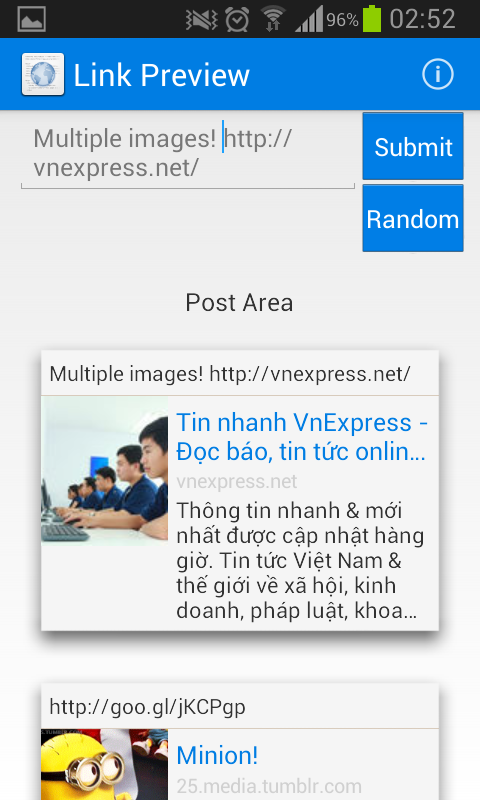 96% 02:52
Link Preview
Multiple images! http://
vnexpress.net/
Submit
Random
Post Area
Multiple images! http://vnexpress.net/
Tin nhanh VnExpress -
Đọc báo, tin tức onlin...
vnexpress.net
Thông tin nhanh & mới
nhất được cập nhật hàng
giờ. Tin tức Việt Nam &
thế giới về xã hội, kinh
doanh, pháp luật, khoa...
http://goo.gl/jKCPgp
Minion!
25.media.tumblr.com